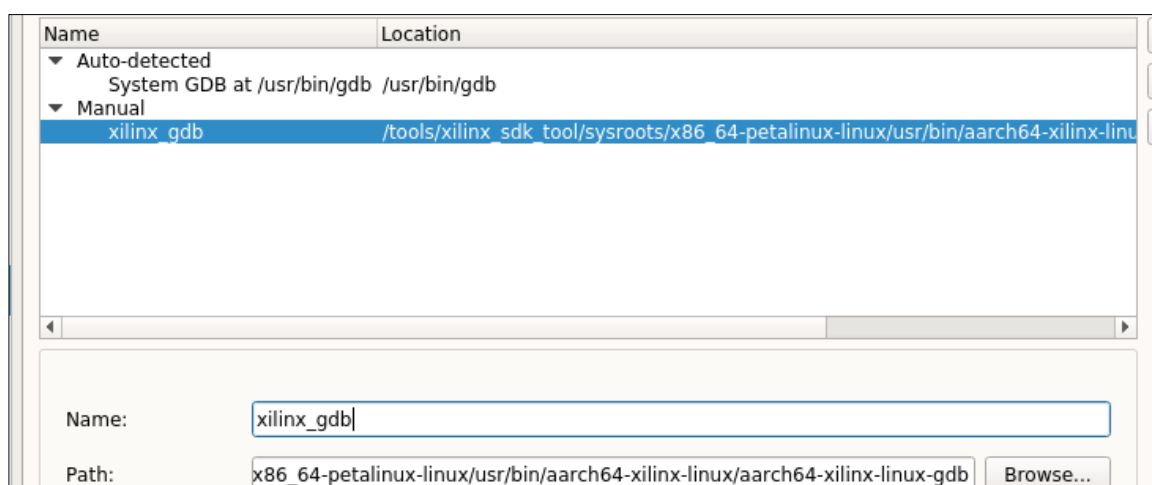 Name Location
Auto-detected
System GDB at /usr/bin/gdb /usr/bin/gdb
Manual
xilinx_gdb /tools/xilinx_sdk_tool/sysroots/x86_64-petalinux-linux/usr/bin/aarch64-xilinx-linu
Name: xilinx_gdb
Path: x86_64-petalinux-linux/usr/bin/aarch64-xilinx-linux/aarch64-xilinx-linux-gdb Browse...